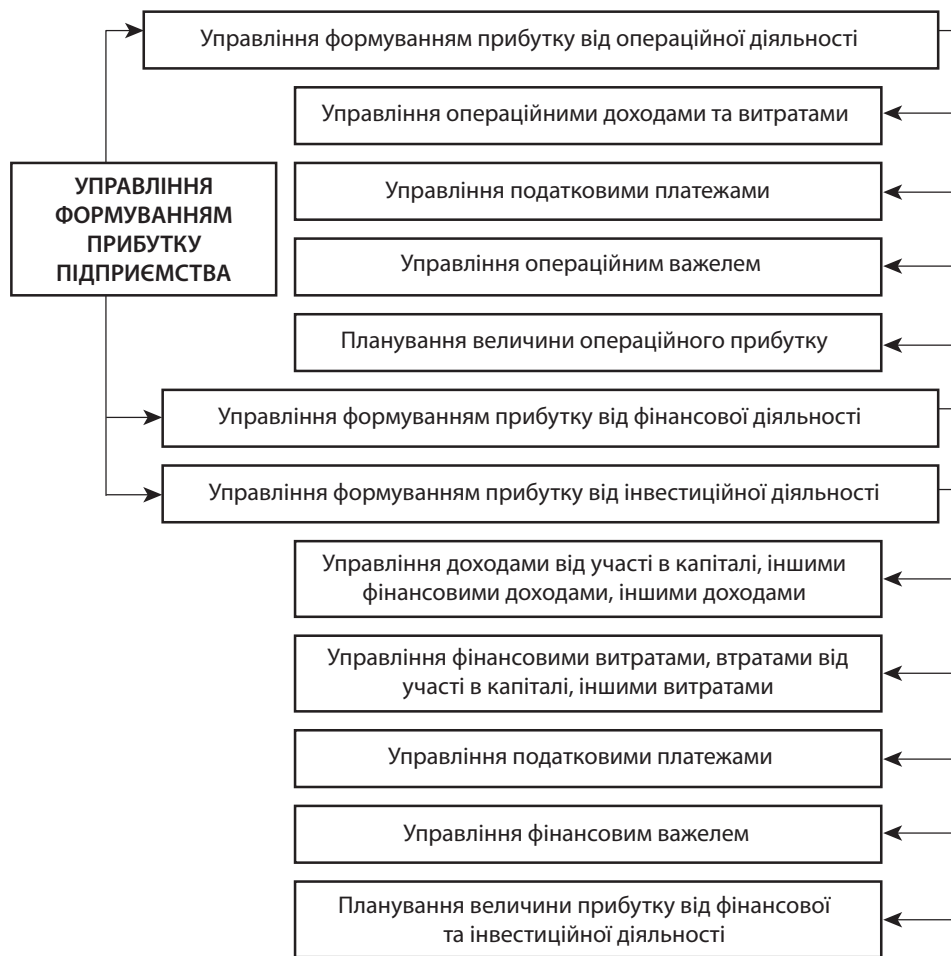 Управління формуванням прибутку від операційної діяльності
Управління операційними доходами та витратами
УПРАВЛІННЯ
ФОРМУВАННЯМ
ПРИБУТКУ
ПІДПРИЄМСТВА
Управління податковими платежами
Управління операційним важелем
Планування величини операційного прибутку
Управління формуванням прибутку від фінансової діяльності
Управління формуванням прибутку від інвестиційної діяльності
Управління доходами від участі в капіталі, іншими
фінансовими доходами, іншими доходами
Управління фінансовими витратами, втратами від
участі в капіталі, іншими витратами
Управління податковими платежами
Управління фінансовим важелем
Планування величини прибутку від фінансової
та інвестиційної діяльності